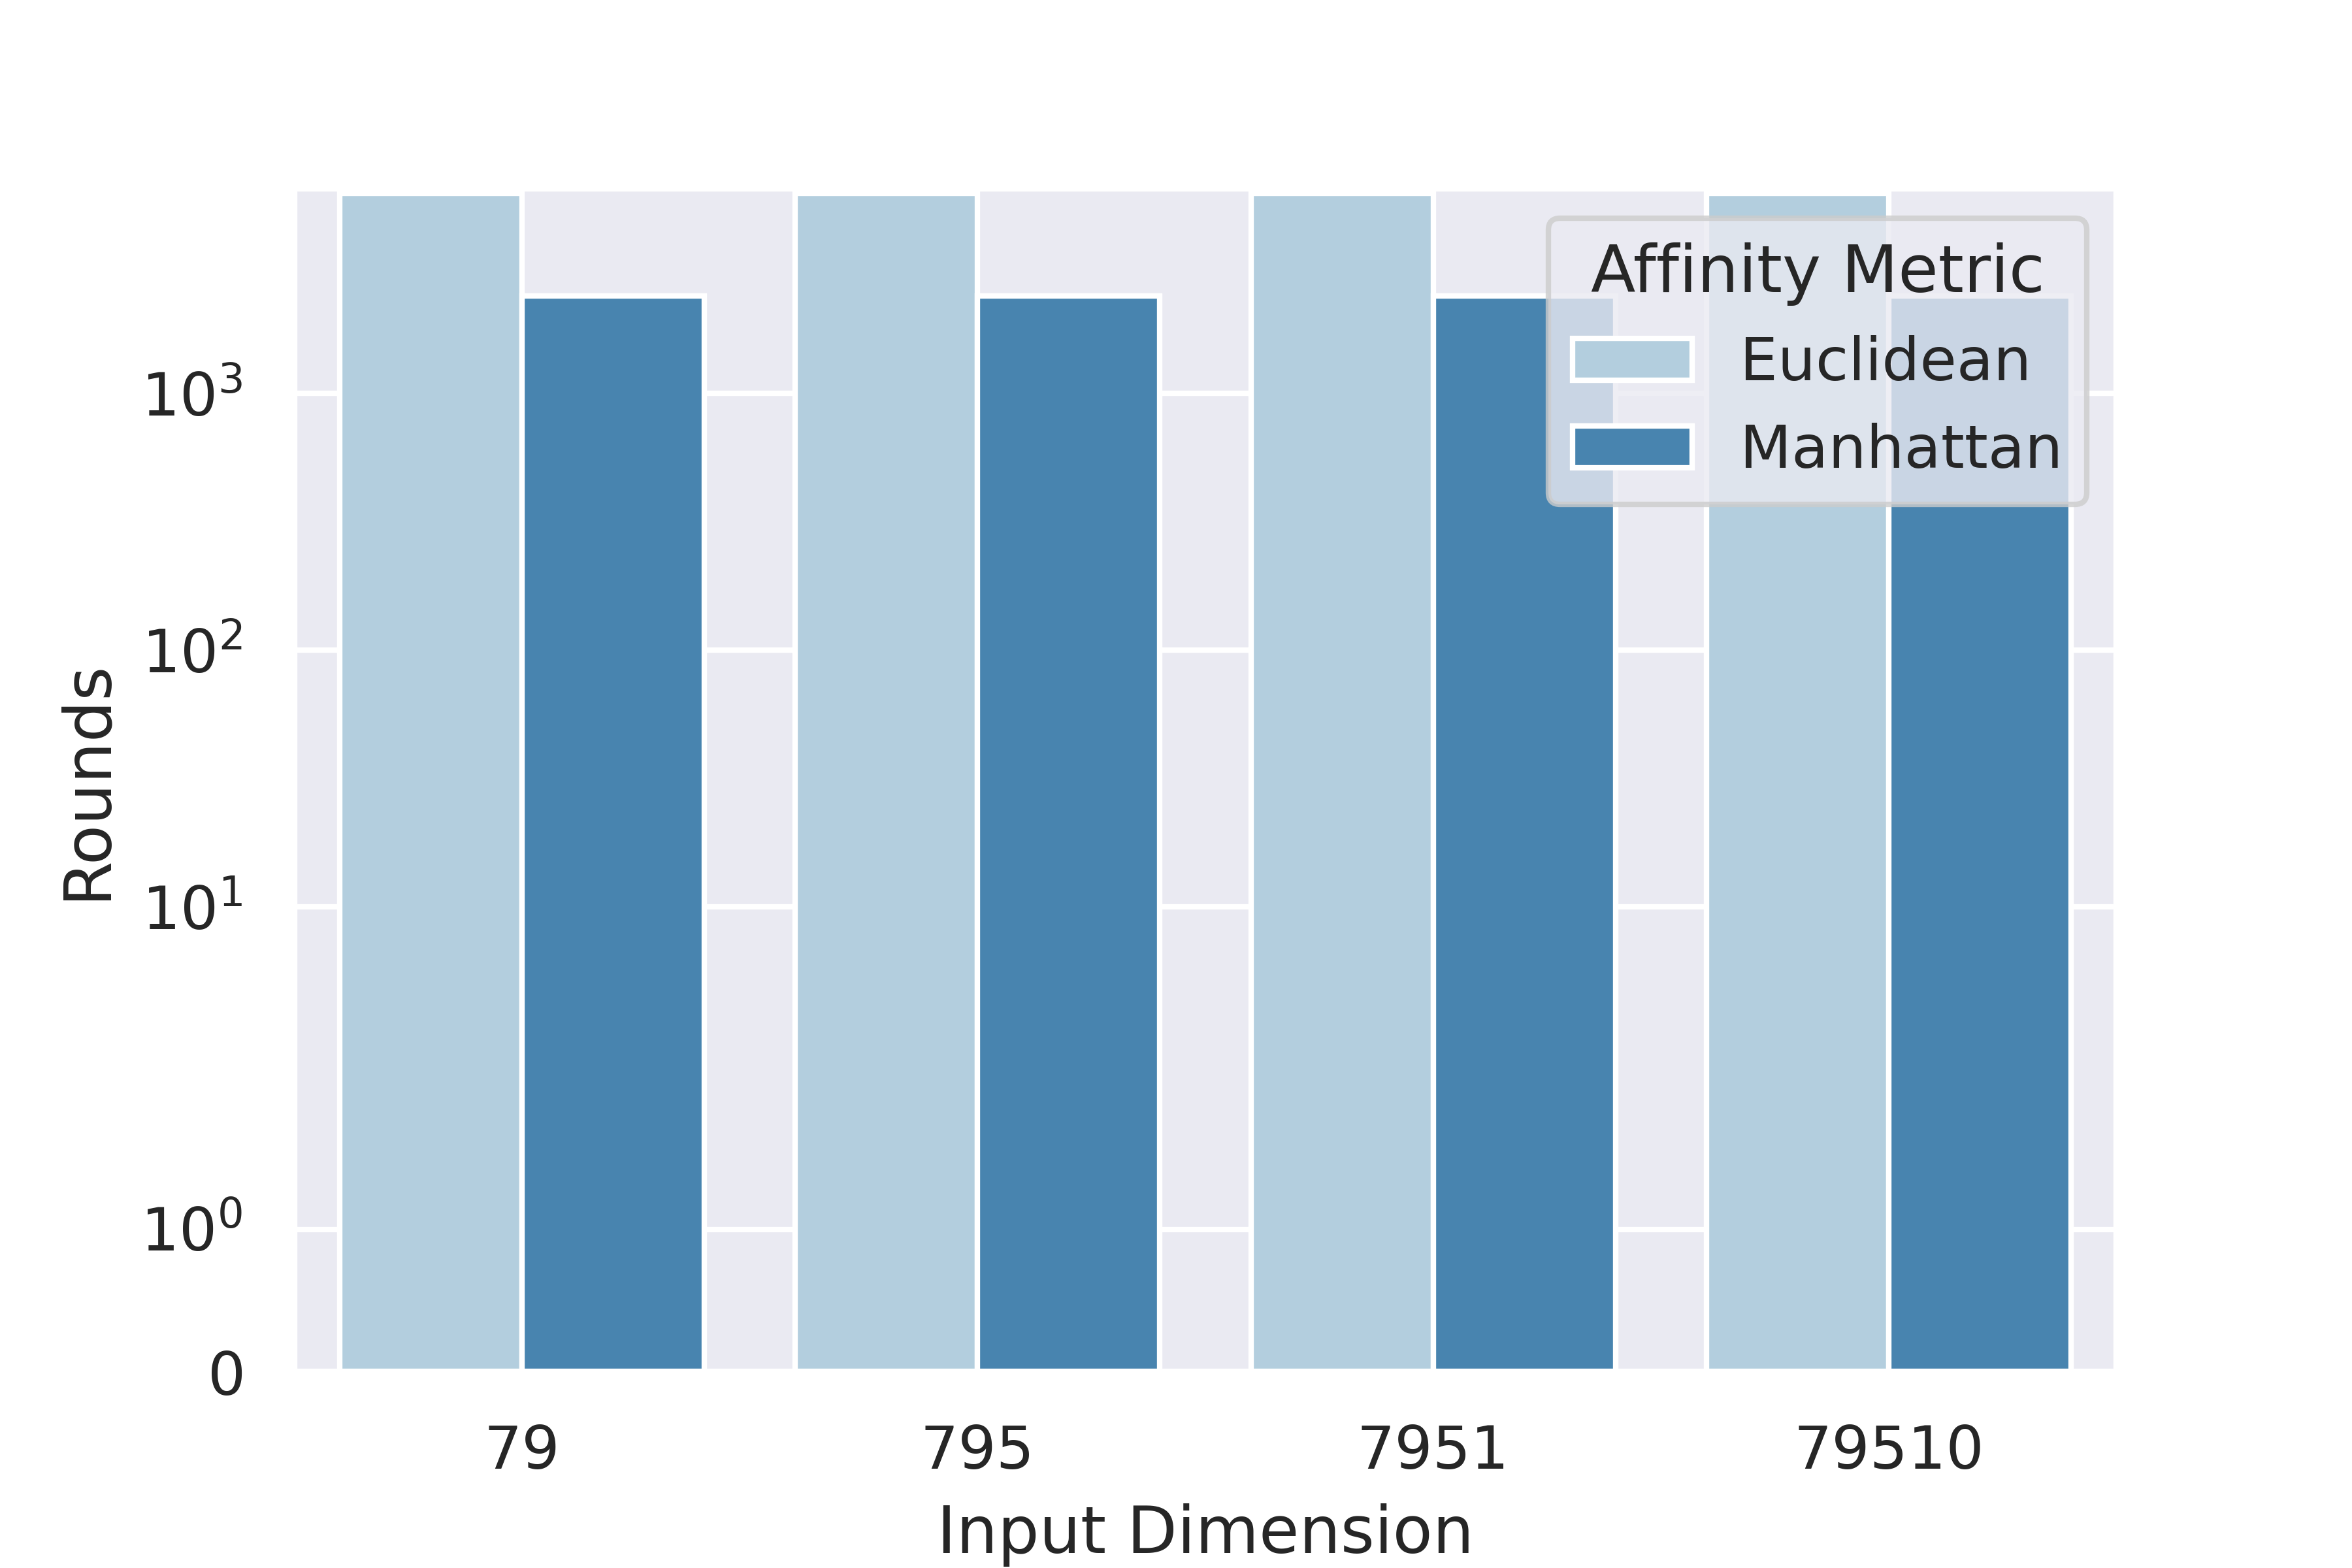 Affinity Metric
Euclidean
Manhattan
10³
10²
10¹
10⁰
0
Rounds
79 795 7951 79510
Input Dimension